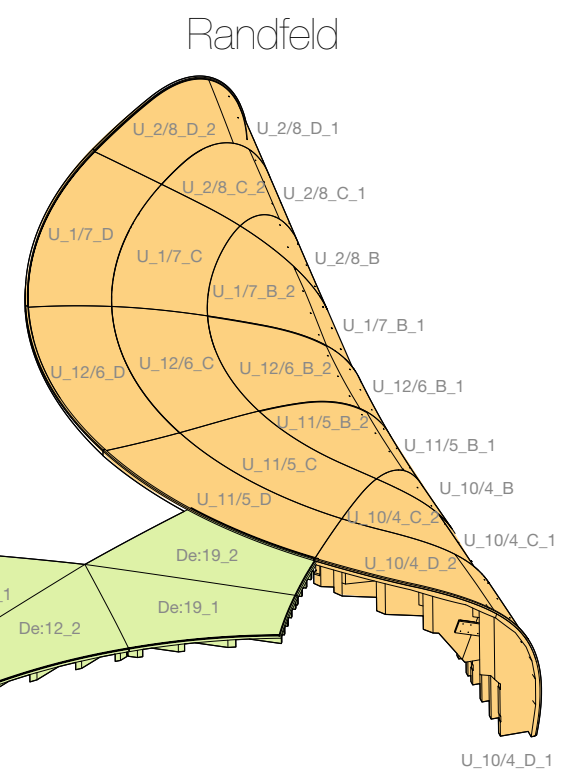 Randfeld
U_2/8_D_2
U_2/8_D_1
U_2/8_C_2
U_2/8_C_1
U_1/7_D
U_1/7_C
U_2/8_B
U_1/7_B_2
U_1/7_B_1
U_12/6_D
U_12/6_C
U_12/6_B_2
U_12/6_B_1
U_11/5_B_2
U_11/5_B_1
U_11/5_C
U_10/4_B
U_11/5_D
U_10/4_C_2
U_10/4_C_1
De:19_2
U_10/4_D_2
_1
De:19_1
De:12_2
U_10/4_D_1